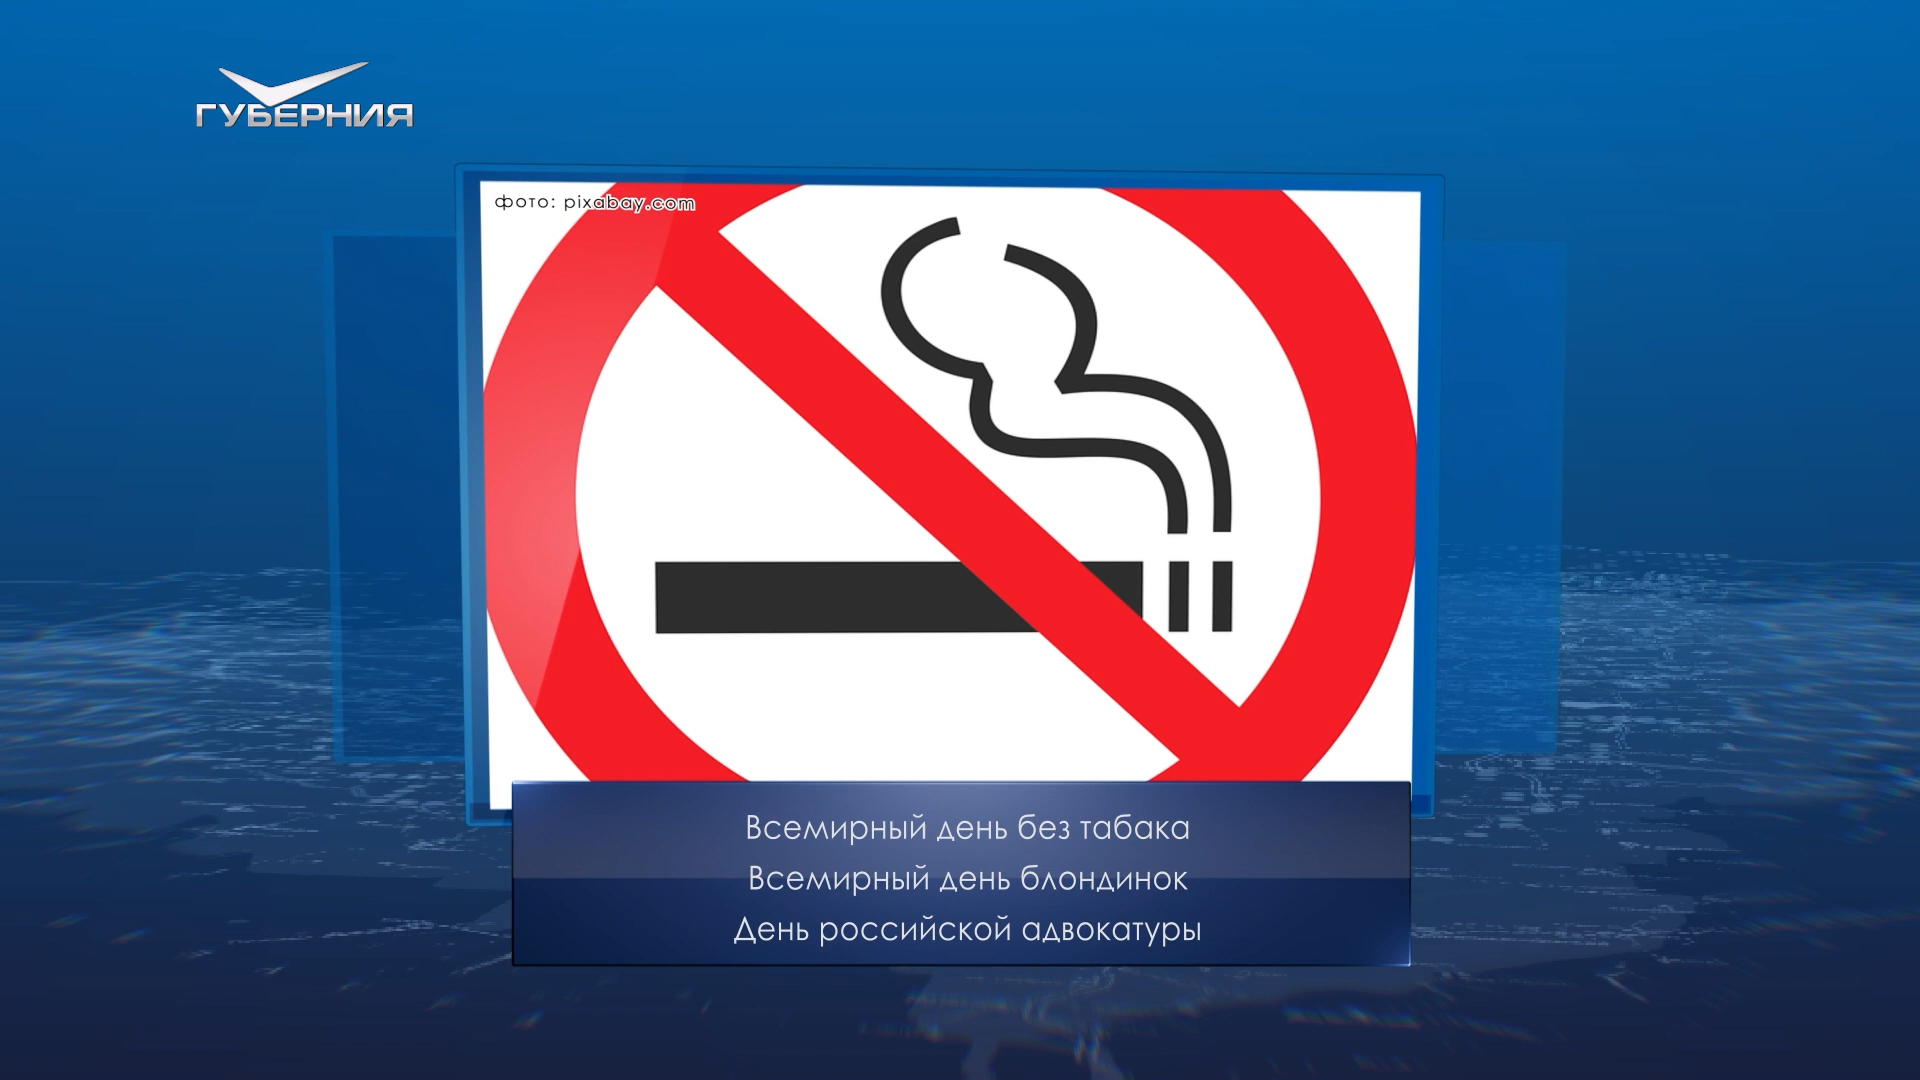 ГУБЕРНИЯ
фото: pixabay.com
Всемирный день без табака
Всемирный день блондинок
День российской адвокатуры